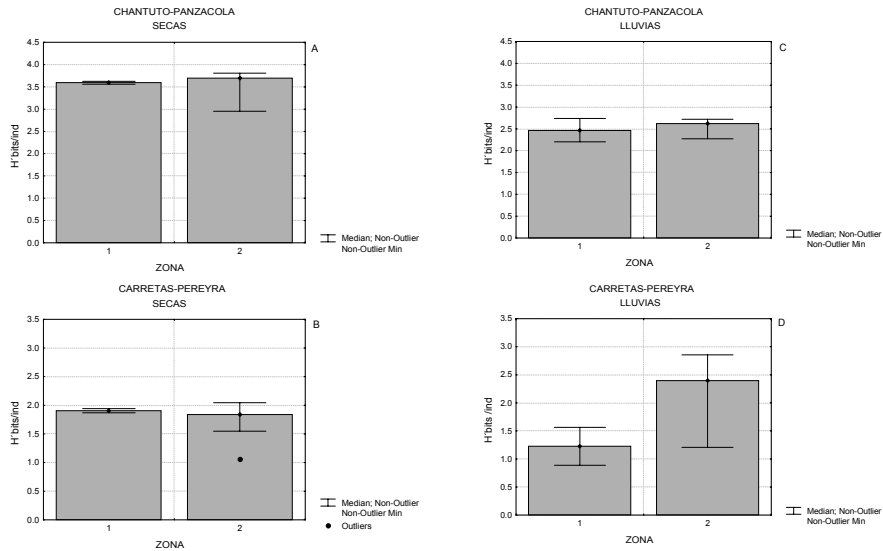 CHANTUTO-PANZACOLA
SECAS
A
4.5
4.0
3.5
3.0
2.5
2.0
1.5
1.0
0.5
0.0
H´bits/ind
1
2
ZONA
Median; Non-Outlier
Non-Outlier Min
CHANTUTO-PANZACOLA
LLUVIAS
C
4.5
4.0
3.5
3.0
2.5
2.0
1.5
1.0
0.5
0.0
H´bits/ind
1
2
ZONA
Median; Non-Outlier
Non-Outlier Min
CARRETAS-PEREYRA
SECAS
B
3.5
3.0
2.5
2.0
1.5
1.0
0.5
0.0
H´bits/ind
1
2
ZONA
Median; Non-Outlier
Non-Outlier Min
Outliers
CARRETAS-PEREYRA
LLUVIAS
D
3.5
3.0
2.5
2.0
1.5
1.0
0.5
0.0
H´bits /ind
1
2
ZONA
Median; Non-Outlier
Non-Outlier Min